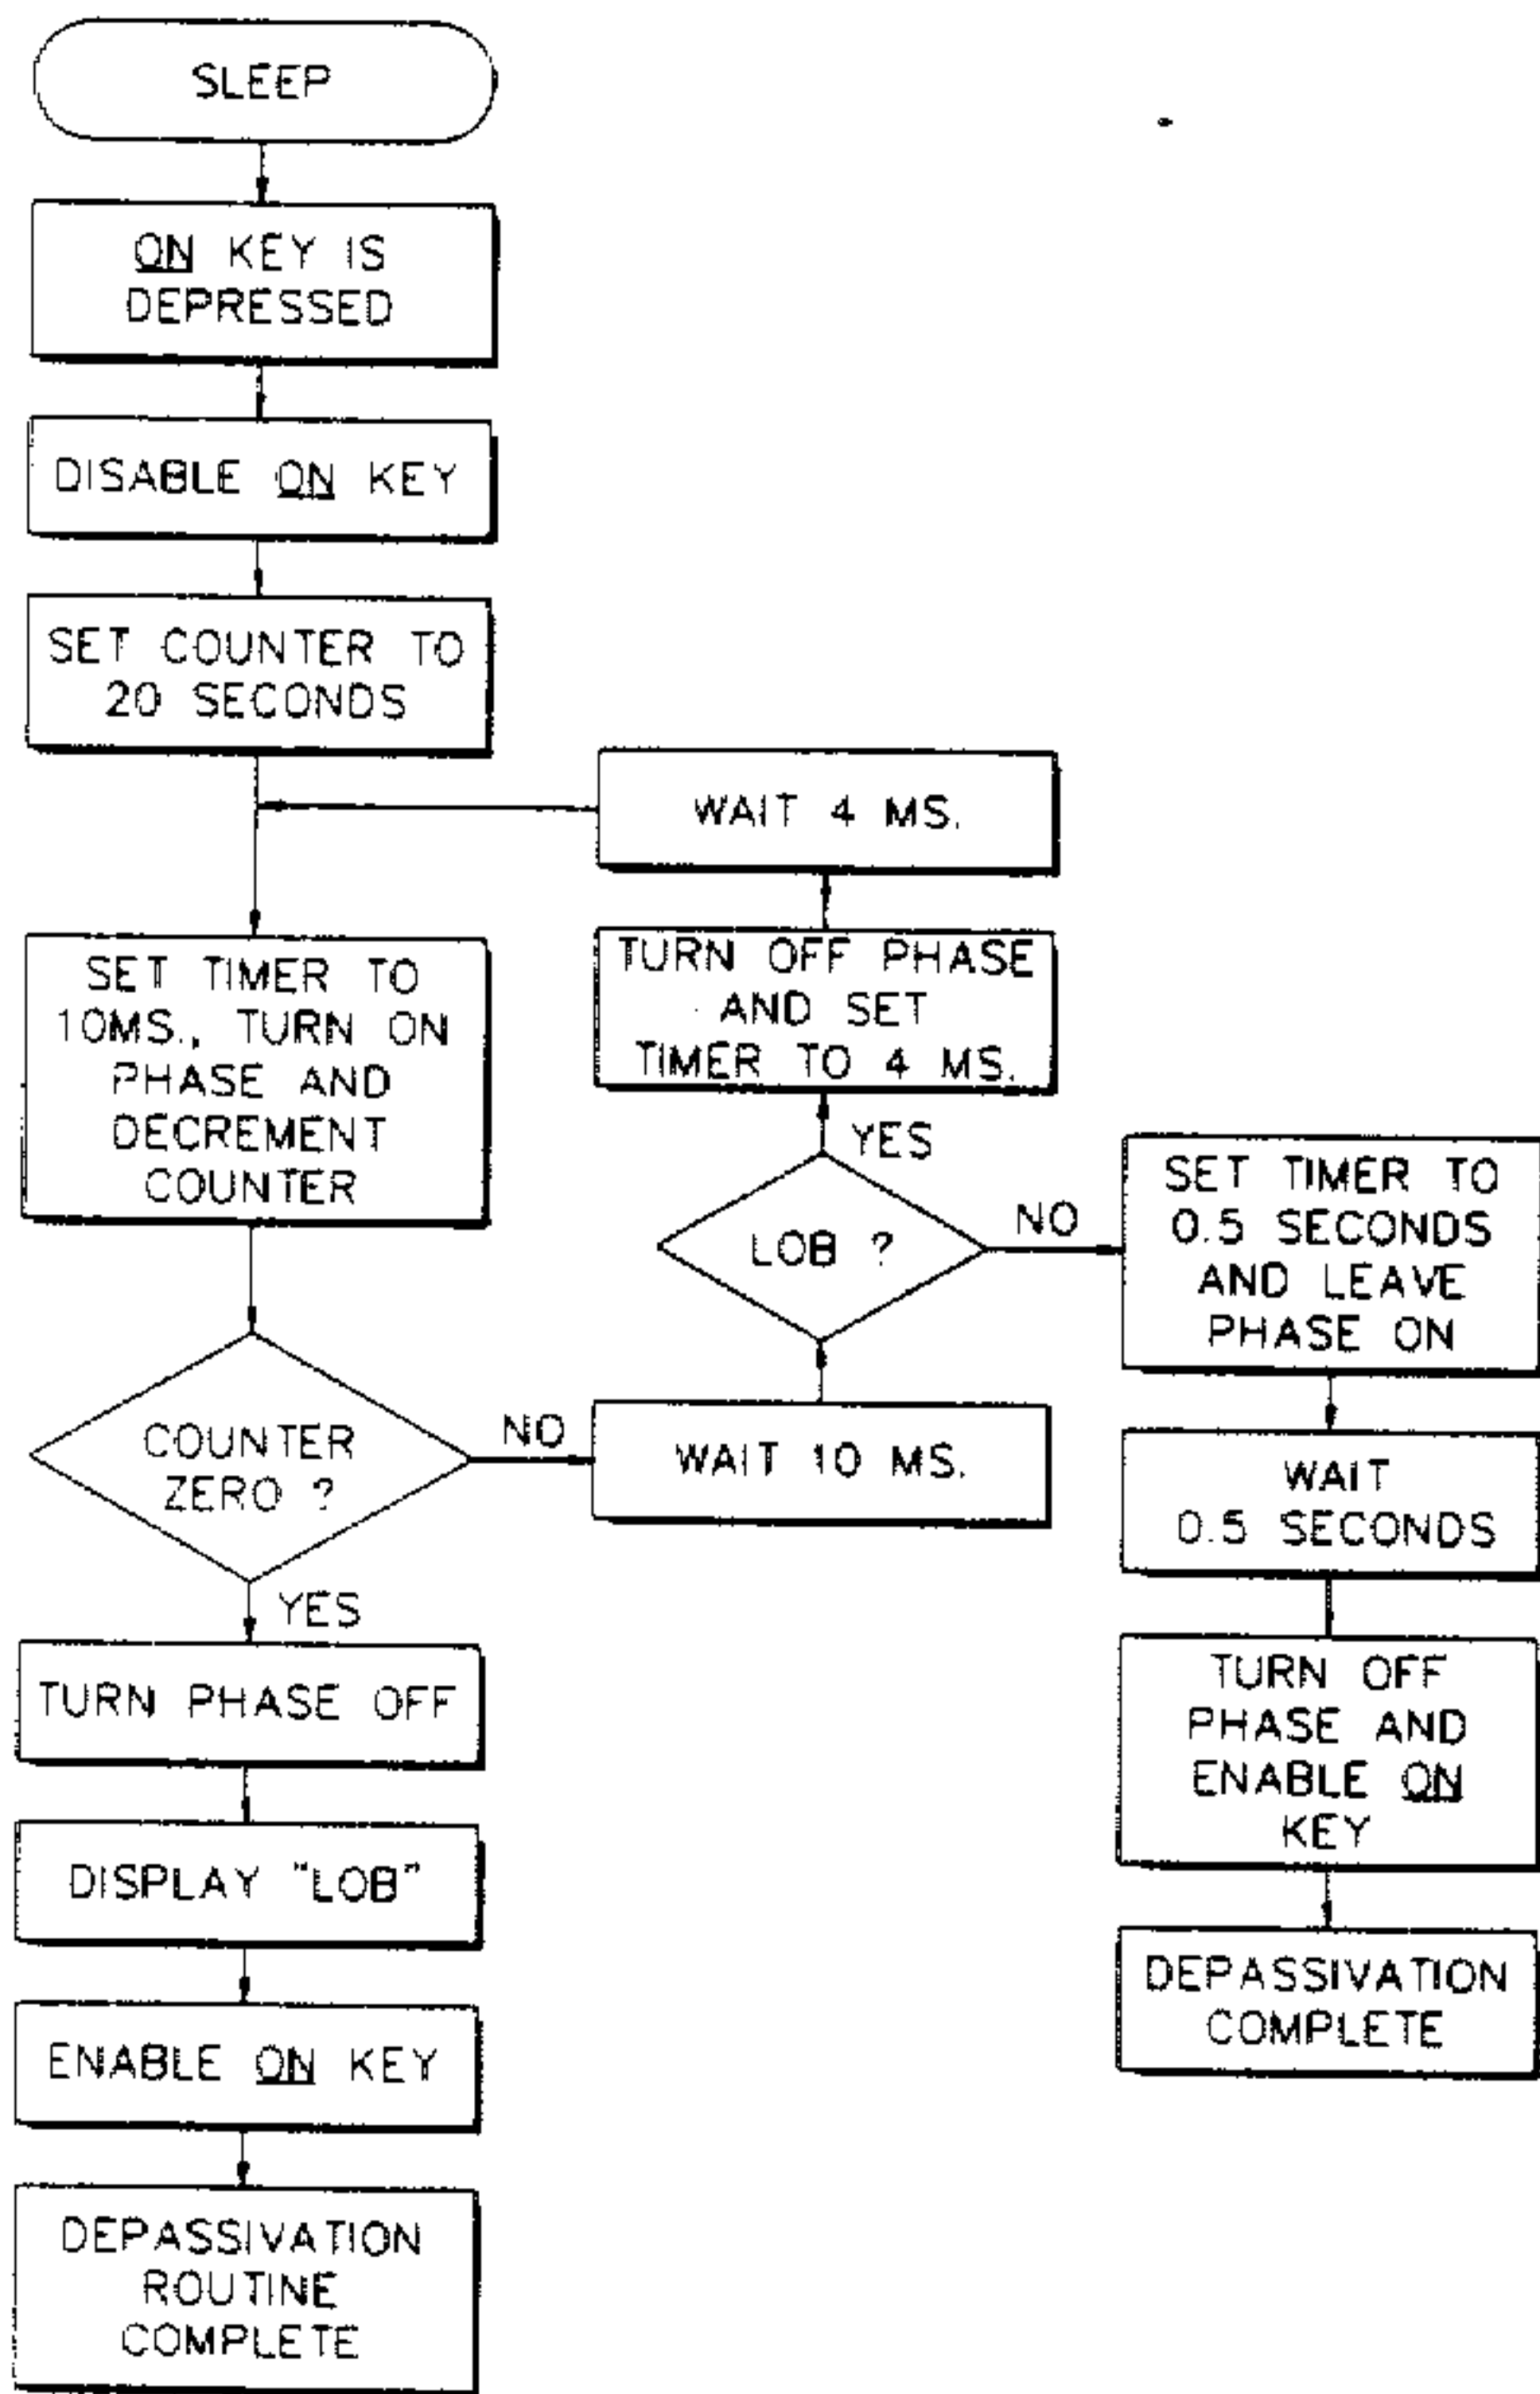 SLEEP
ON KEY IS
DEPRESSED
DISABLE ON KEY
SET COUNTER TO
20 SECONDS
WAIT 4 MS.
SET TIMER TO
10MS., TURN ON
PHASE AND
DECREMENT
COUNTER
TURN OFF PHASE
AND SET
TIMER TO 4 MS.
YES
LOB ?
NO
SET TIMER TO
0.5 SECONDS
AND LEAVE
PHASE ON
COUNTER
ZERO ?
NO
WAIT 10 MS.
WAIT
0.5 SECONDS
YES
TURN PHASE OFF
TURN OFF
PHASE AND
ENABLE ON
KEY
DISPLAY "LOB"
ENABLE ON KEY
DEPASSIVATION
COMPLETE
DEPASSIVATION
ROUTINE
COMPLETE